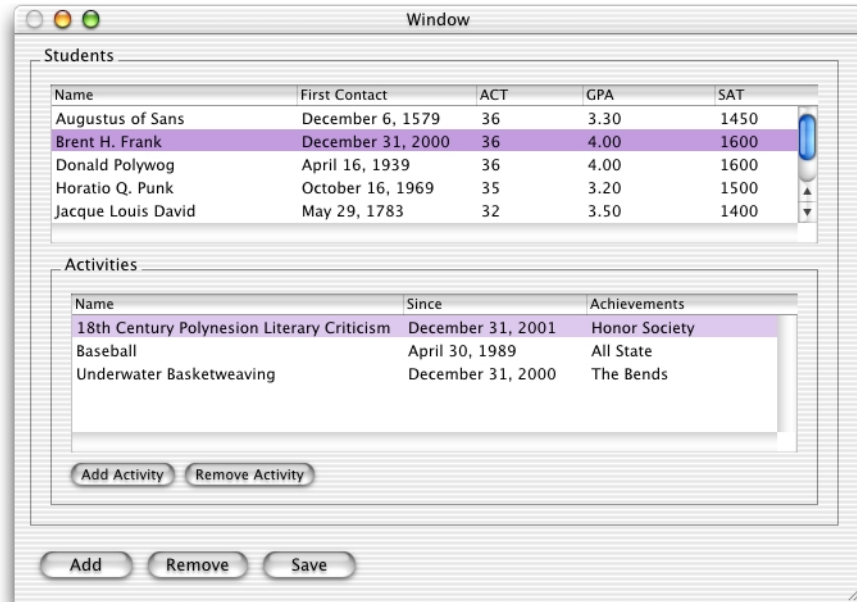 Window
Students
Name First Contact ACT GPA SAT
Augustus of Sans December 6, 1579 36 3.30 1450
Brent H. Frank December 31, 2000 36 4.00 1600
Donald Polywog April 16, 1939 36 4.00 1600
Horatio Q. Punk October 16, 1969 35 3.20 1500
Jacque Louis David May 29, 1783 32 3.50 1400
Activities
Name Since Achievements
18th Century Polynesion Literary Criticism December 31, 2001 Honor Society
Baseball April 30, 1989 All State
Underwater Basketweaving December 31, 2000 The Bends
Add Activity Remove Activity
Add Remove Save